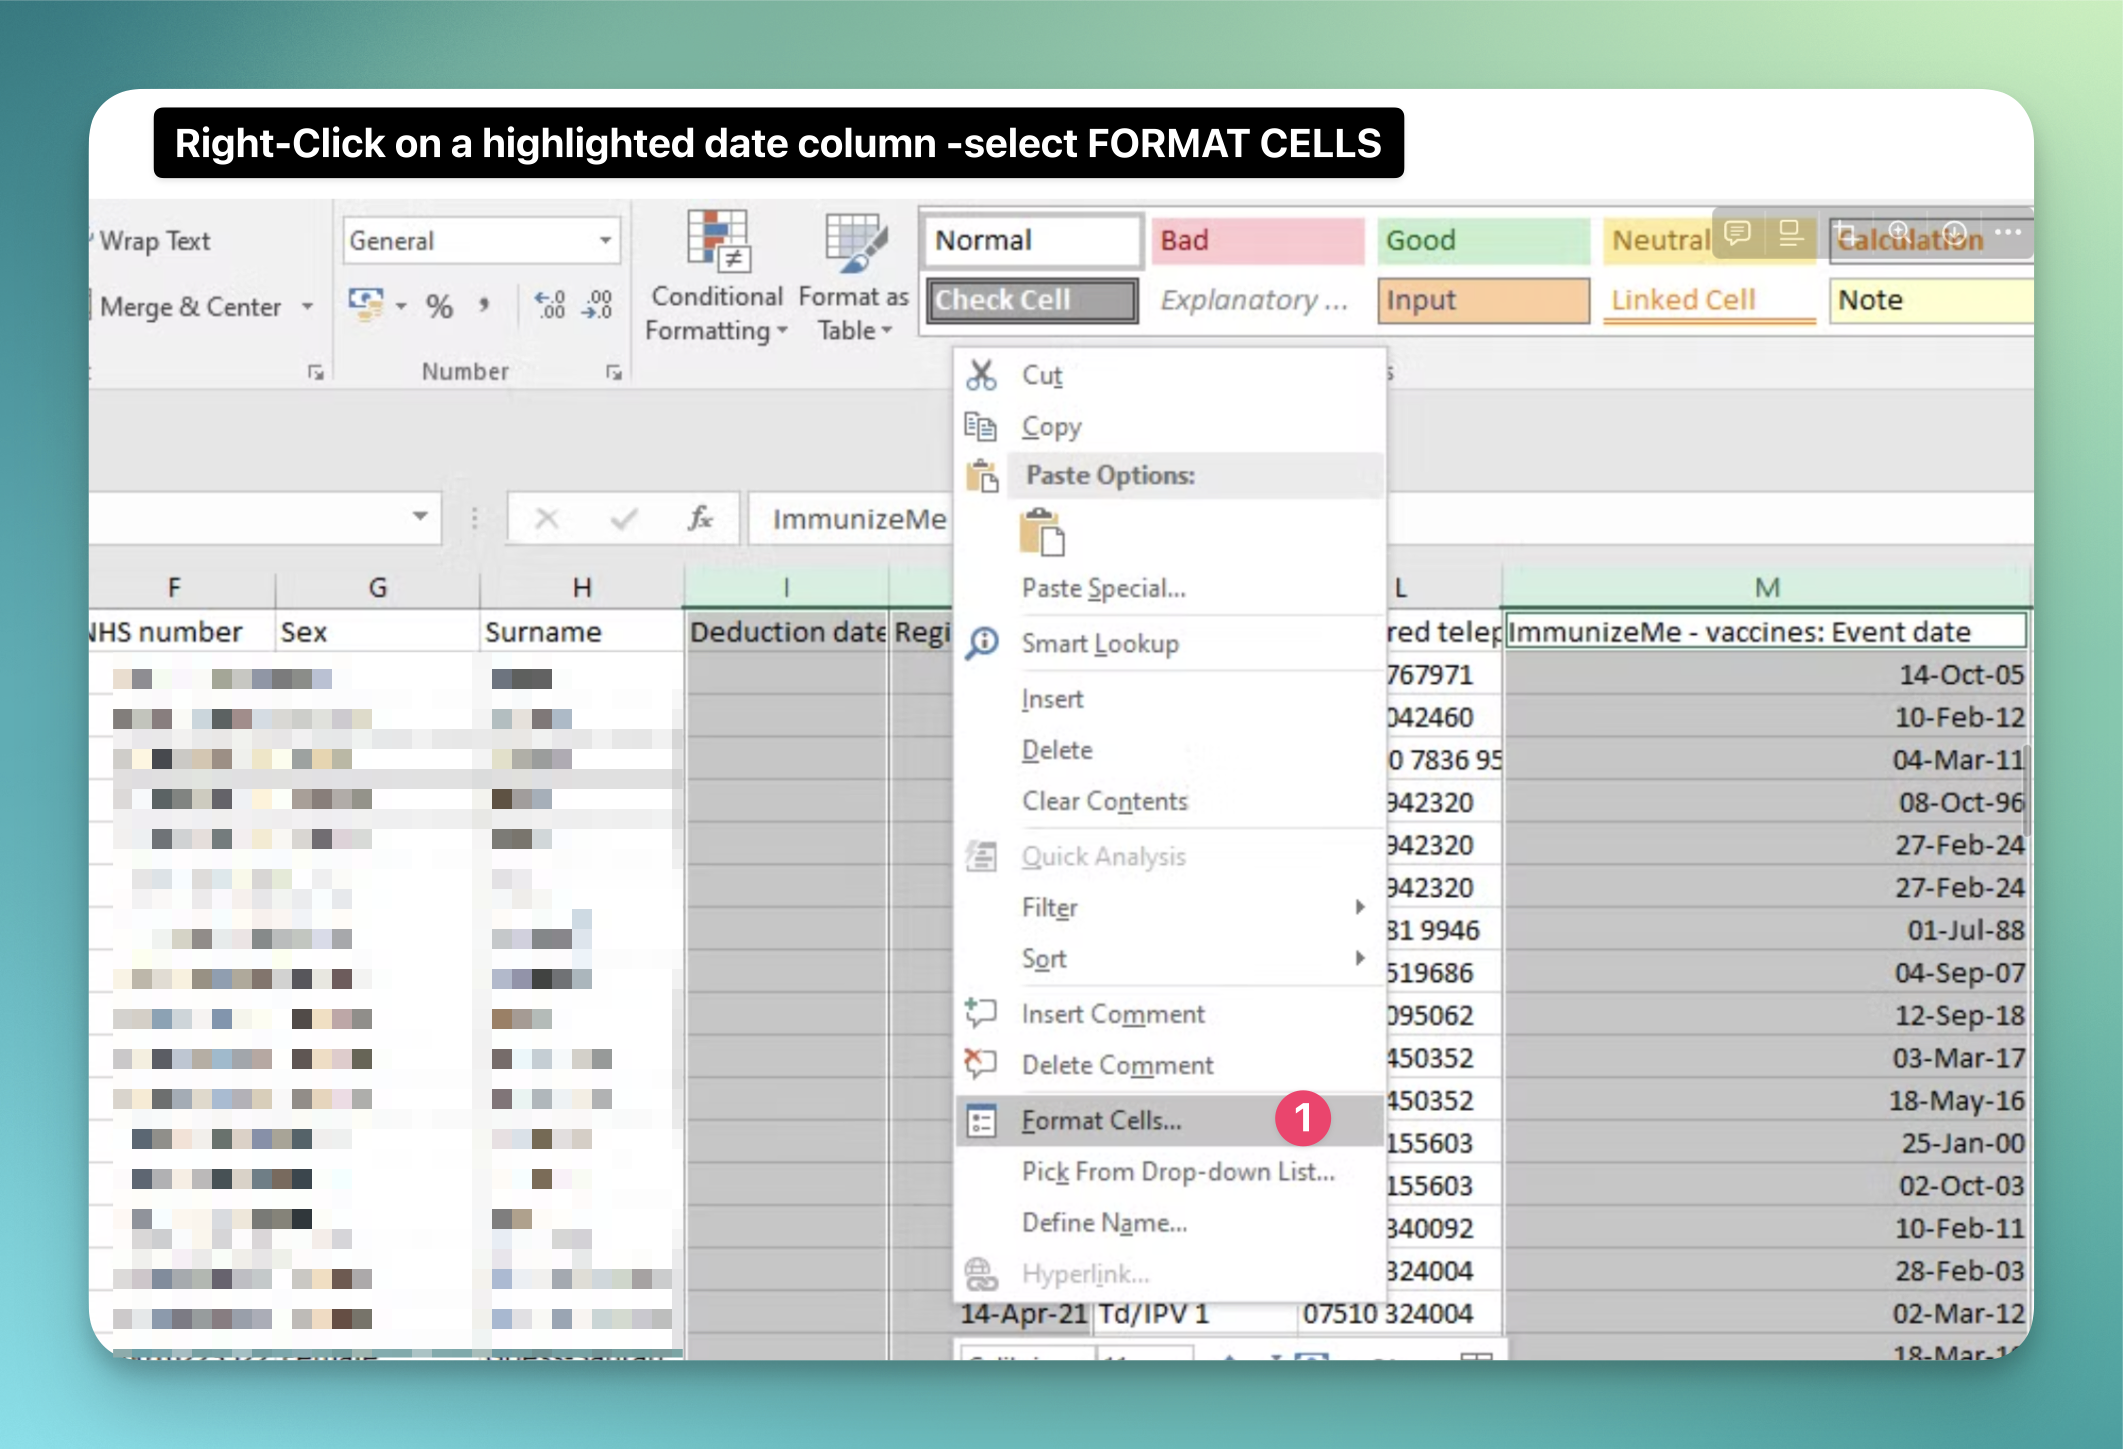 Right-Click on a highlighted date column -select FORMAT CELLS
Wrap Text
General
Normal
Bad
Good
Neutral
Calculation
Merge & Center
%
Conditional Formatting
Format as Table
Check Cell
Explanatory ...
Input
Linked Cell
Note
Number
Cut
Copy
Paste Options:
fx
ImmunizeMe
Paste Special...
Smart Lookup
Insert
Delete
Clear Contents
Quick Analysis
Filter
Sort
Insert Comment
Delete Comment
Format Cells...
1
Pick From Drop-down List...
Define Name...
Hyperlink...
F G H I L M
NHS number Sex Surname Deduction date Regi red telep ImmunizeMe - vaccines: Event date
767971 14-Oct-05
042460 10-Feb-12
0 7836 95 04-Mar-11
942320 08-Oct-96
942320 27-Feb-24
942320 27-Feb-24
81 9946 01-Jul-88
519686 04-Sep-07
095062 12-Sep-18
450352 03-Mar-17
450352 18-May-16
155603 25-Jan-00
155603 02-Oct-03
340092 10-Feb-11
324004 28-Feb-03
14-Apr-21 Td/IPV 1 07510 324004 02-Mar-12